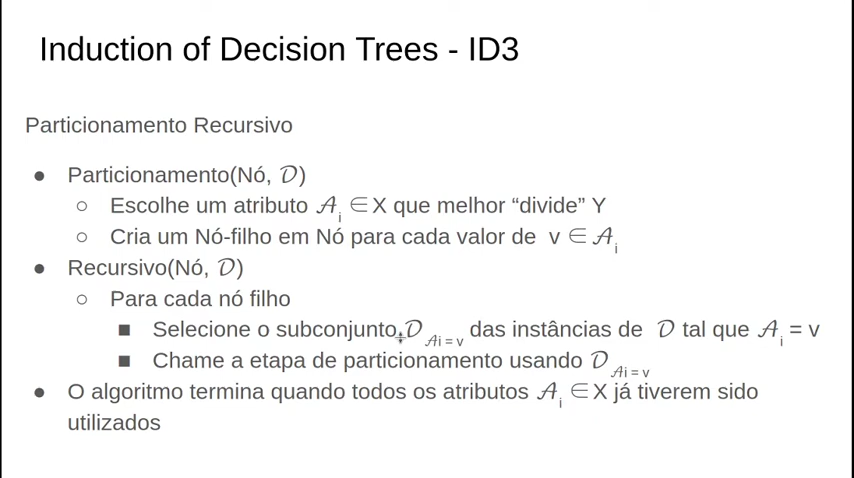 Induction of Decision Trees - ID3
Particionamento Recursivo
● Particionamento(Nó, 𝒟)
○ Escolhe um atributo 𝒜i ∈X que melhor “divide” Y
○ Cria um Nó-filho em Nó para cada valor de v ∈ 𝒜i
● Recursivo(Nó, 𝒟)
○ Para cada nó filho
■ Selecione o subconjunto 𝒟𝒜i = v das instâncias de 𝒟 tal que 𝒜i = v
■ Chame a etapa de particionamento usando 𝒟𝒜i = v
● O algoritmo termina quando todos os atributos 𝒜i ∈X já tiverem sido
utilizados